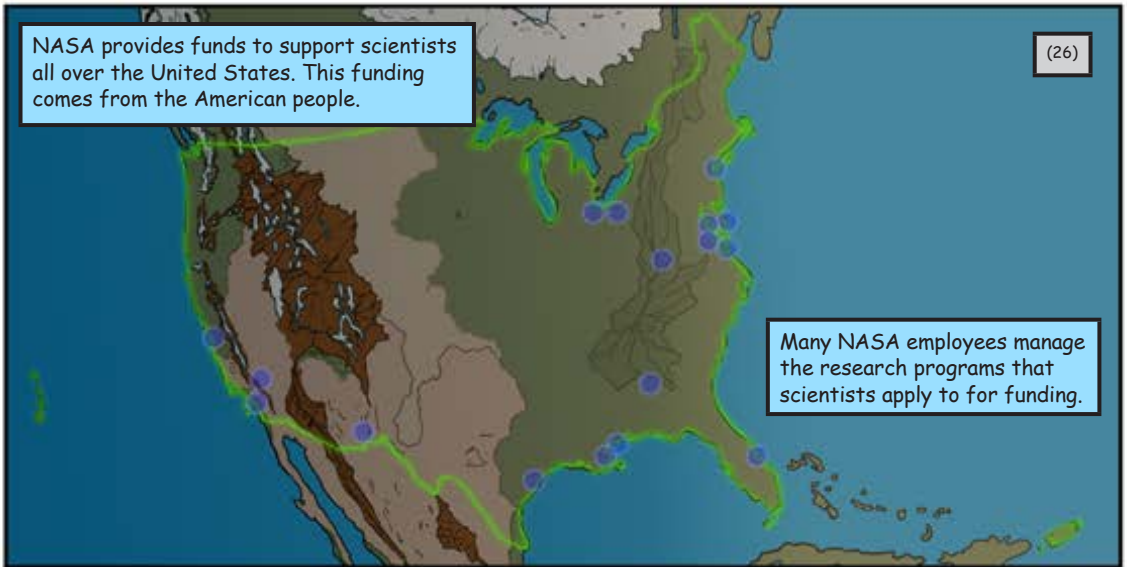 NASA provides funds to support scientists
all over the United States. This funding
comes from the American people.
(26)
Many NASA employees manage
the research programs that
scientists apply to for funding.